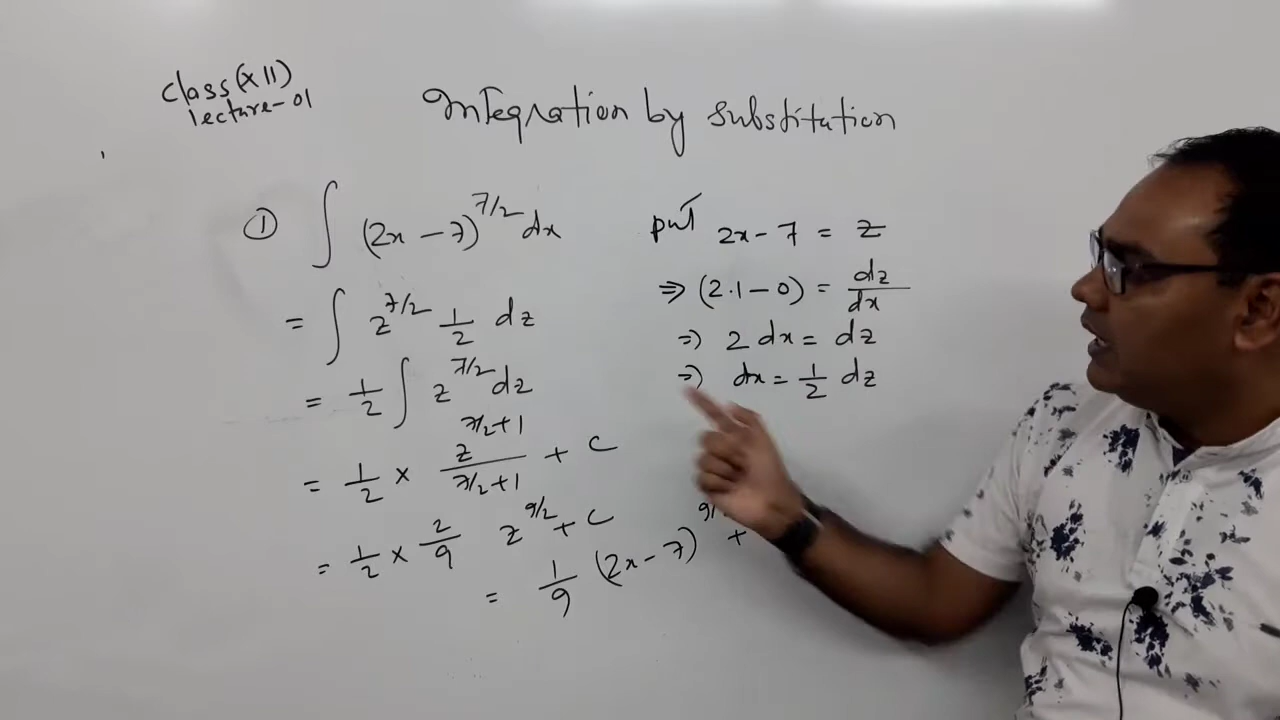 class(XII)
lecture-01
Integration by substitution
① ∫ (2x - 7)^7/2 dx
= ∫ z^7/2 1/2 dz
= 1/2 ∫ z^7/2 dz
= 1/2 × z^7/2+1 / 7/2+1 + c
= 1/2 × 2/9 z^9/2 + c
= 1/9 (2x - 7)^9/ +
put 2x - 7 = z
⇒ (2·1 - 0) = dz/dx
⇒ 2 dx = dz
⇒ dx = 1/2 dz